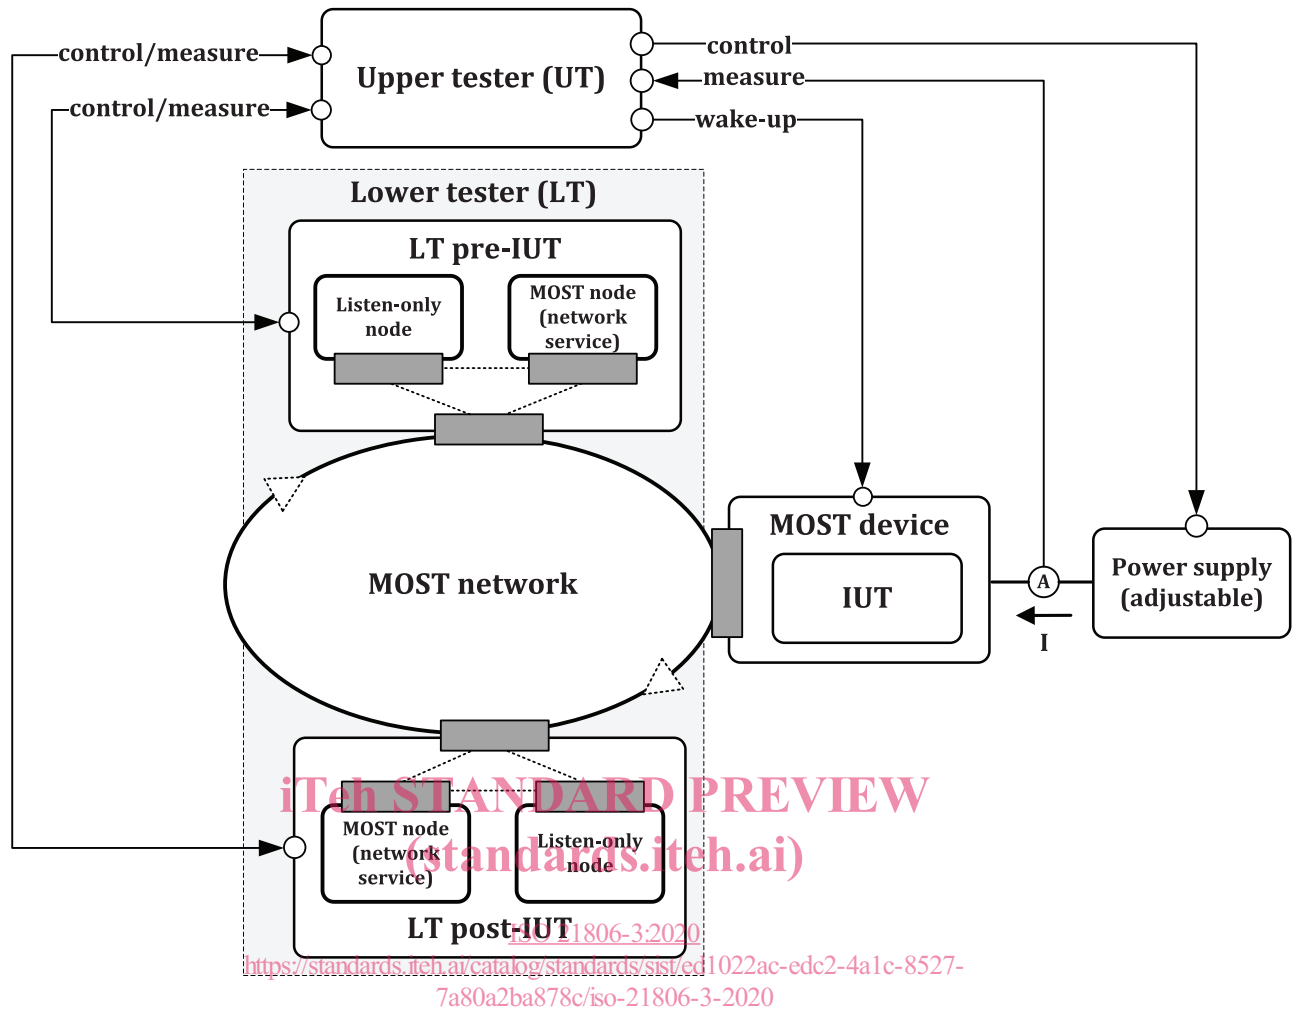 control/measure
control/measure
Upper tester (UT)
control
measure
wake-up
Lower tester (LT)
LT pre-IUT
Listen-only
node
MOST node
(network
service)
MOST network
MOST device
IUT
A
I
Power supply
(adjustable)
iTeh STANDARD PREVIEW
(standards.iteh.ai)
MOST node
(network
service)
Listen-only
node
LT post-IUT
ISO 21806-3:2020
https://standards.iteh.ai/catalog/standards/sist/ed1022ac-edc2-4a1c-8527-
7a80a2ba878c/iso-21806-3-2020